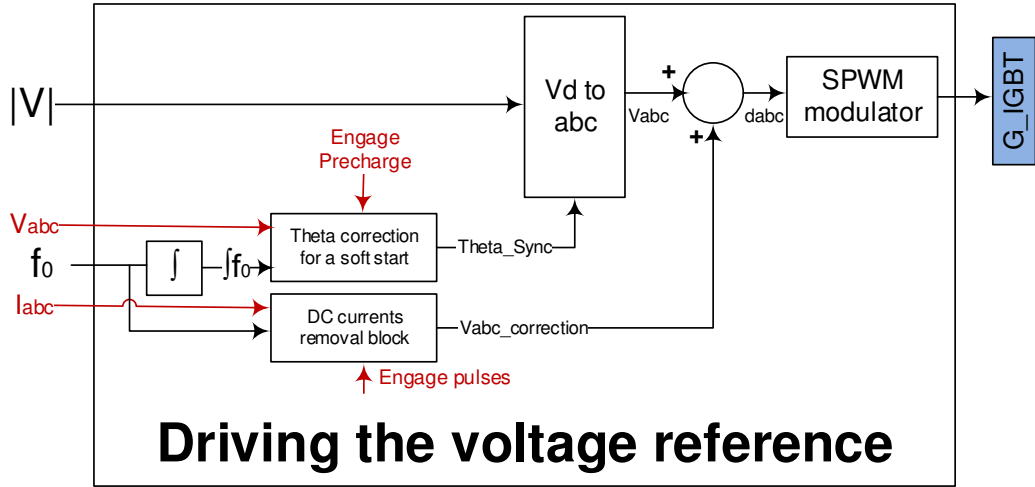 |V|
Vd to
abc
+
Vabc
+
dabc
SPWM
modulator
G_IGBT
Engage
Precharge
Vabc
Theta correction
for a soft start
Theta_Sync
f0
∫
∫f0
Iabc
DC currents
removal block
Vabc_correction
Engage pulses
Driving the voltage reference